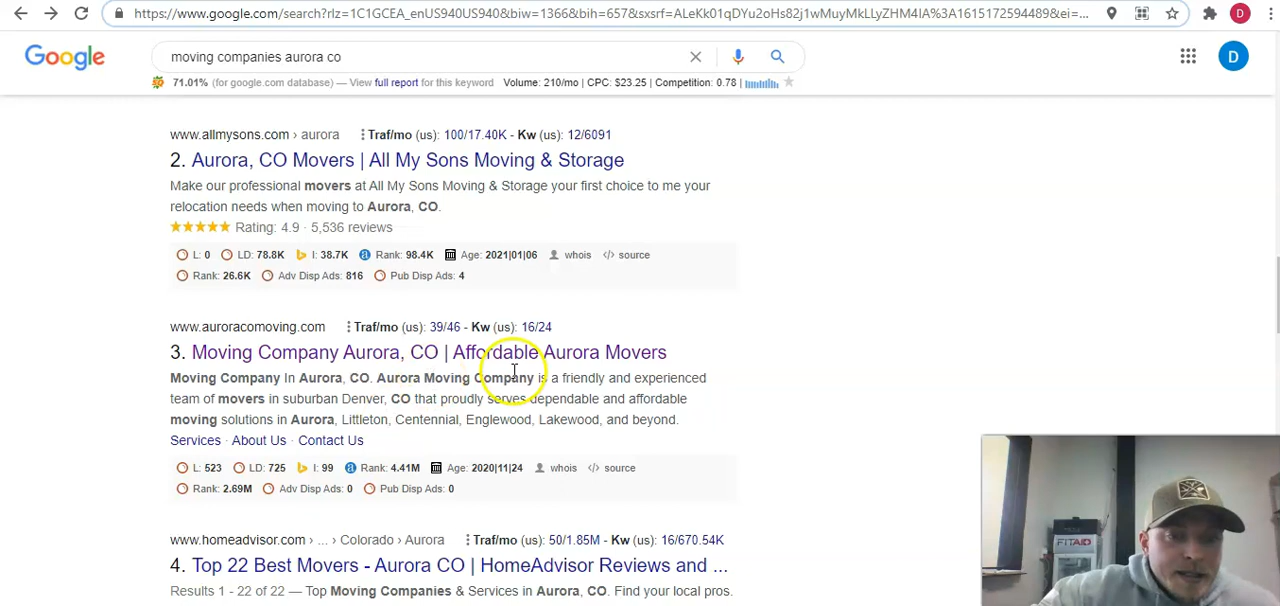 https://www.google.com/search?rlz=1C1GCEA_enUS940US940&biw=1366&bih=657&sxsrf=ALeKk01qDYu2oHs82j1wMuyMkLLyZHM4IA%3A1615172594489&ei=...
D
Google
moving companies aurora co
D
71.01% (for google.com database) — View full report for this keyword Volume: 210/mo | CPC: $23.25 | Competition: 0.78
www.allmysons.com › aurora Traf/mo (us): 100/17.40K - Kw (us): 12/6091
2. Aurora, CO Movers | All My Sons Moving & Storage
Make our professional movers at All My Sons Moving & Storage your first choice to me your
relocation needs when moving to Aurora, CO.
★★★★★ Rating: 4.9 · 5,536 reviews
L: 0 LD: 78.8K I: 38.7K Rank: 98.4K Age: 2021|01|06 whois </> source
Rank: 26.6K Adv Disp Ads: 816 Pub Disp Ads: 4
www.auroracomoving.com Traf/mo (us): 39/46 - Kw (us): 16/24
3. Moving Company Aurora, CO | Affordable Aurora Movers
Moving Company In Aurora, CO. Aurora Moving Company is a friendly and experienced
team of movers in suburban Denver, CO that proudly serves dependable and affordable
moving solutions in Aurora, Littleton, Centennial, Englewood, Lakewood, and beyond.
Services · About Us · Contact Us
L: 523 LD: 725 I: 99 Rank: 4.41M Age: 2020|11|24 whois </> source
Rank: 2.69M Adv Disp Ads: 0 Pub Disp Ads: 0
www.homeadvisor.com › ... › Colorado › Aurora Traf/mo (us): 50/1.85M - Kw (us): 16/670.54K
4. Top 22 Best Movers - Aurora CO | HomeAdvisor Reviews and ...
Results 1 - 22 of 22 — Top Moving Companies & Services in Aurora, CO. Find your local pros.
FITAID